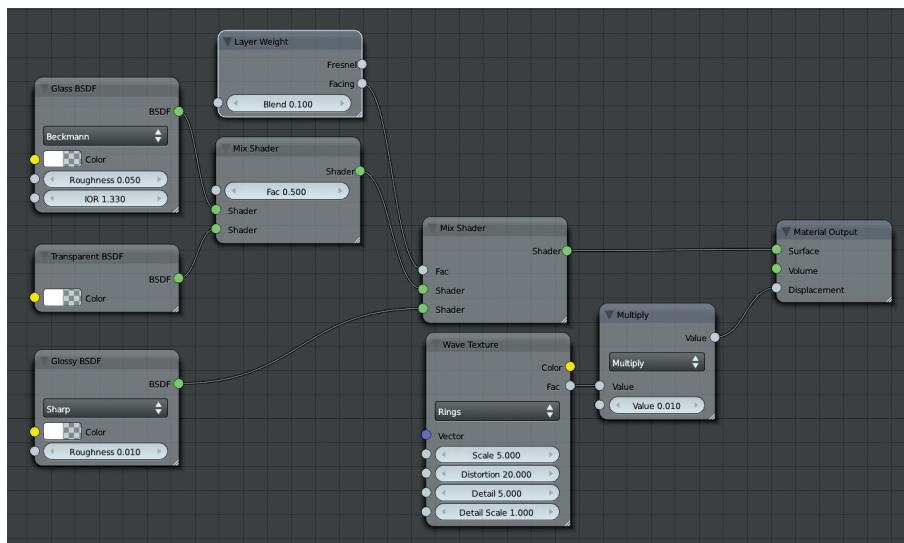 Layer Weight
Fresnel
Facing
Blend 0.100
Glass BSDF
BSDF
Beckmann
Color
Roughness 0.050
IOR 1.330
Mix Shader
Shader
Fac 0.500
Shader
Shader
Transparent BSDF
BSDF
Color
Glossy BSDF
BSDF
Sharp
Color
Roughness 0.010
Mix Shader
Shader
Fac
Shader
Shader
Wave Texture
Color
Fac
Rings
Vector
Scale 5.000
Distortion 20.000
Detail 5.000
Detail Scale 1.000
Multiply
Value
Multiply
Value
Value 0.010
Material Output
Surface
Volume
Displacement